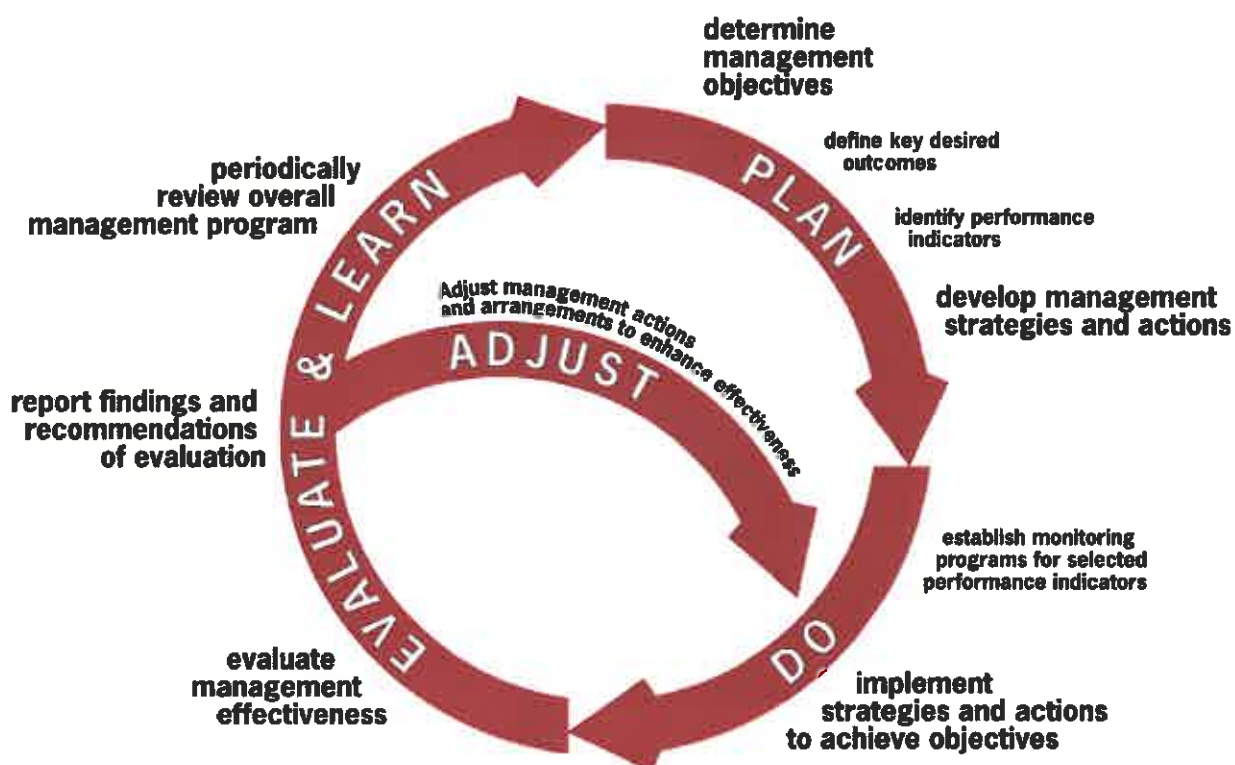 determine
management
objectives
define key desired
outcomes
PLAN
identify performance
indicators
develop management
strategies and actions
establish monitoring
programs for selected
performance indicators
DO
implement
strategies and actions
to achieve objectives
evaluate
management
effectiveness
EVALUATE & LEARN
report findings and
recommendations
of evaluation
periodically
review overall
management program
Adjust management actions
and arrangements to enhance effectiveness
ADJUST